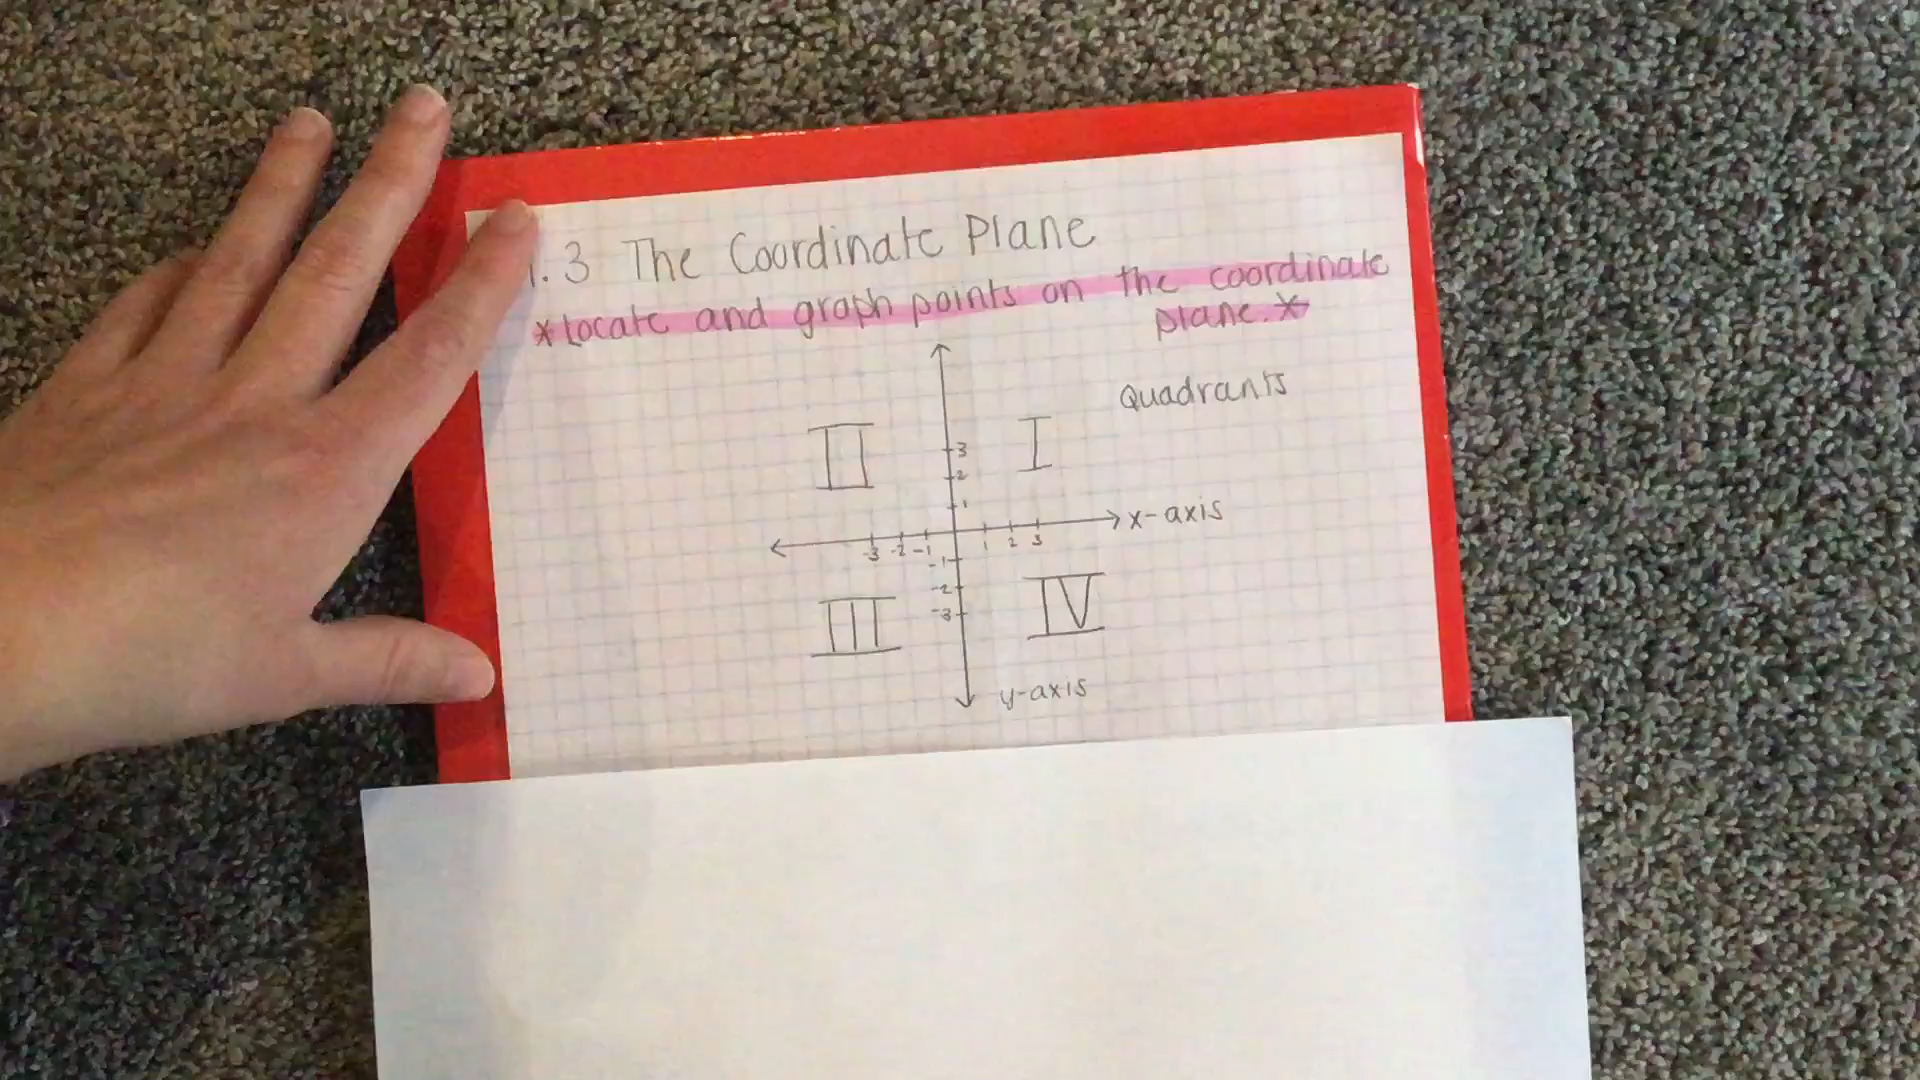 .3 The Coordinate Plane
*Locate and graph points on the coordinate
plane.*
Quadrants
II I
3
2
1
x-axis
-3 -2 -1 1 2 3
-1
-2
-3
III IV
y-axis